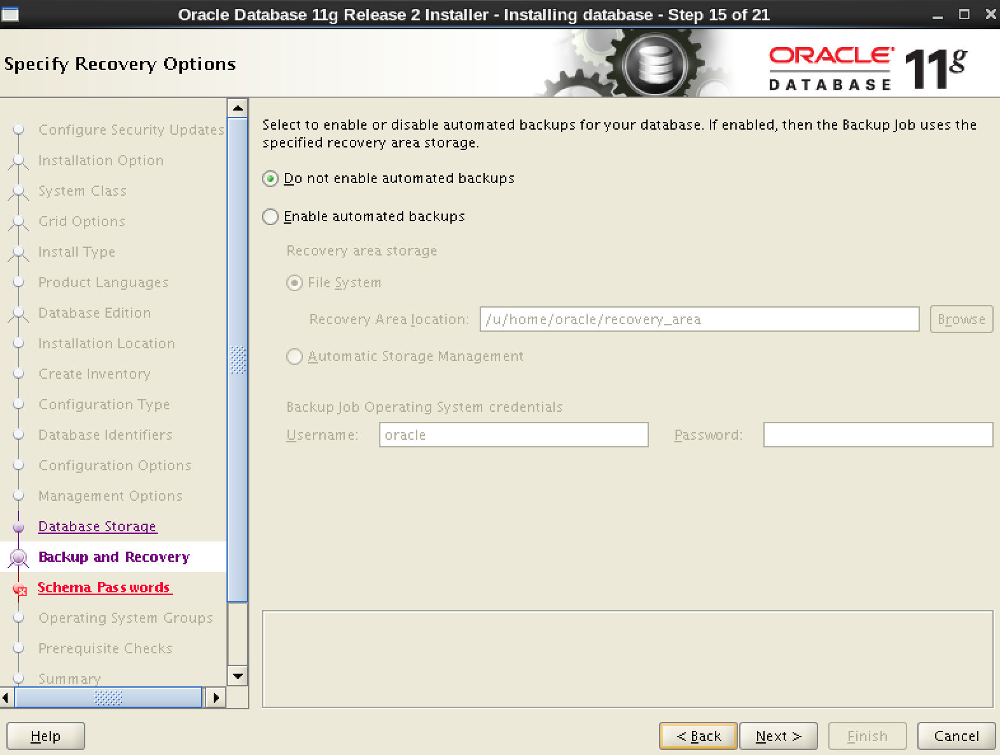 Oracle Database 11g Release 2 Installer - Installing database - Step 15 of 21
Specify Recovery Options
ORACLE
DATABASE
11g
Configure Security Updates
Installation Option
System Class
Grid Options
Install Type
Product Languages
Database Edition
Installation Location
Create Inventory
Configuration Type
Database Identifiers
Configuration Options
Management Options
Database Storage
Backup and Recovery
Schema Passwords
Operating System Groups
Prerequisite Checks
Summary
Select to enable or disable automated backups for your database. If enabled, then the Backup Job uses the
specified recovery area storage.
Do not enable automated backups
Enable automated backups
Recovery area storage
File System
Recovery Area location: /u/home/oracle/recovery_area Browse
Automatic Storage Management
Backup Job Operating System credentials
Username: oracle Password:
Help < Back Next > Finish Cancel